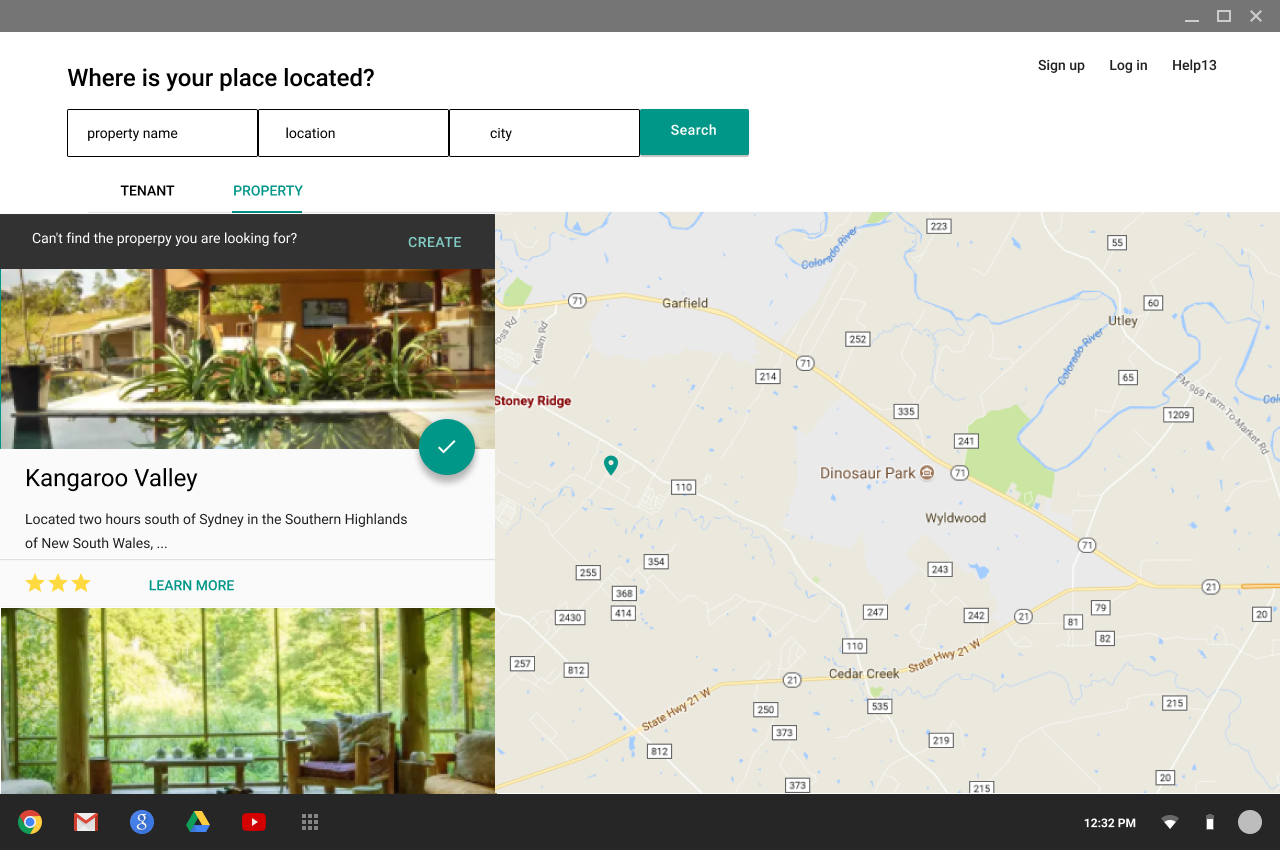 Where is your place located?
Sign up Log in Help13
property name location city Search
TENANT PROPERTY
Can't find the properpy you are looking for? CREATE
Kangaroo Valley
Located two hours south of Sydney in the Southern Highlands
of New South Wales, ...
LEARN MORE
223
Colorado River
55
71
Garfield
60
Utley
oss Rd
Kellam Rd
252
Colorado River
71
214
65
FM 969 Farm-To-Market Rd
Stoney Ridge
335
1209
241
Dinosaur Park
71
110
Wyldwood
71
354
255
243
368
21
2430
414
247
242
21
79
20
81
82
110
257
812
State Hwy 21 W
Cedar Creek
21
State Hwy 21 W
535
250
215
373
219
812
20
373
215
12:32 PM